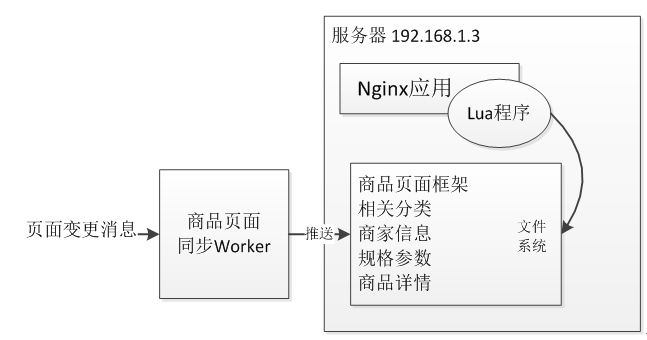 服务器 192.168.1.3
Nginx应用
Lua程序
页面变更消息
商品页面
同步Worker
推送
商品页面框架
相关分类
商家信息
规格参数
商品详情
文件
系统